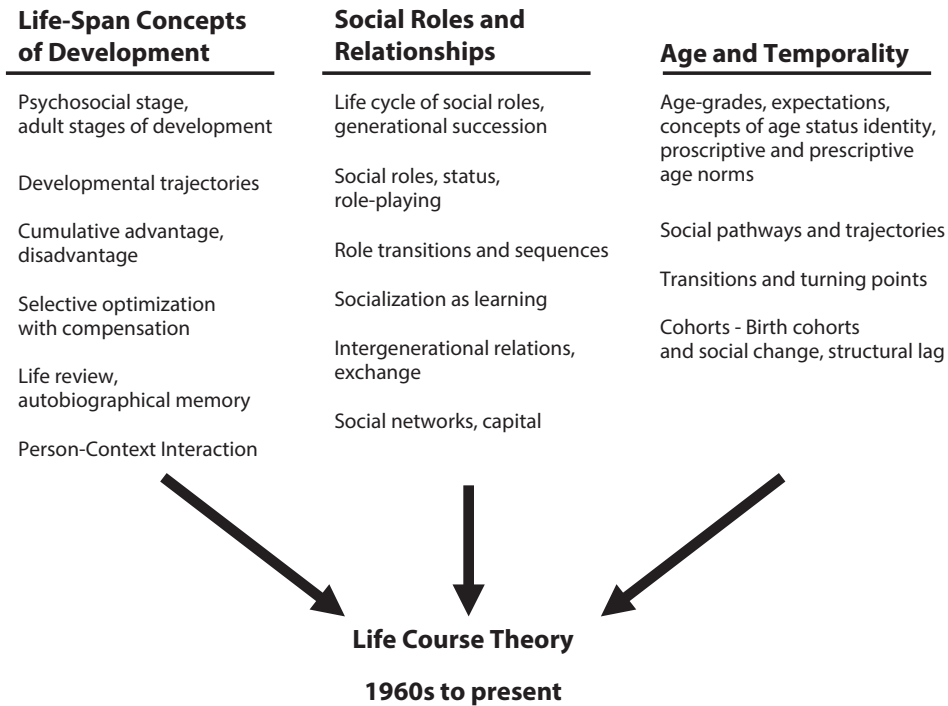 Life-Span Concepts
of Development
Psychosocial stage,
adult stages of development
Developmental trajectories
Cumulative advantage,
disadvantage
Selective optimization
with compensation
Life review,
autobiographical memory
Person-Context Interaction
Social Roles and
Relationships
Life cycle of social roles,
generational succession
Social roles, status,
role-playing
Role transitions and sequences
Socialization as learning
Intergenerational relations,
exchange
Social networks, capital
Age and Temporality
Age-grades, expectations,
concepts of age status identity,
proscriptive and prescriptive
age norms
Social pathways and trajectories
Transitions and turning points
Cohorts - Birth cohorts
and social change, structural lag
Life Course Theory
1960s to present